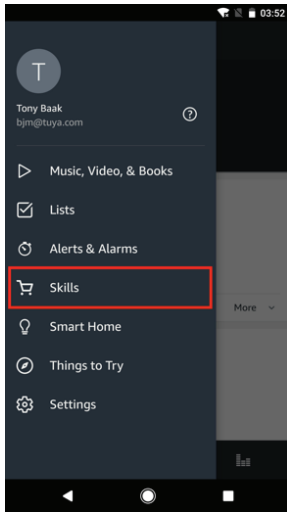 03:52
T
Tony Baak
bjm@tuya.com
Music, Video, & Books
Lists
Alerts & Alarms
Skills
More
Smart Home
Things to Try
Settings